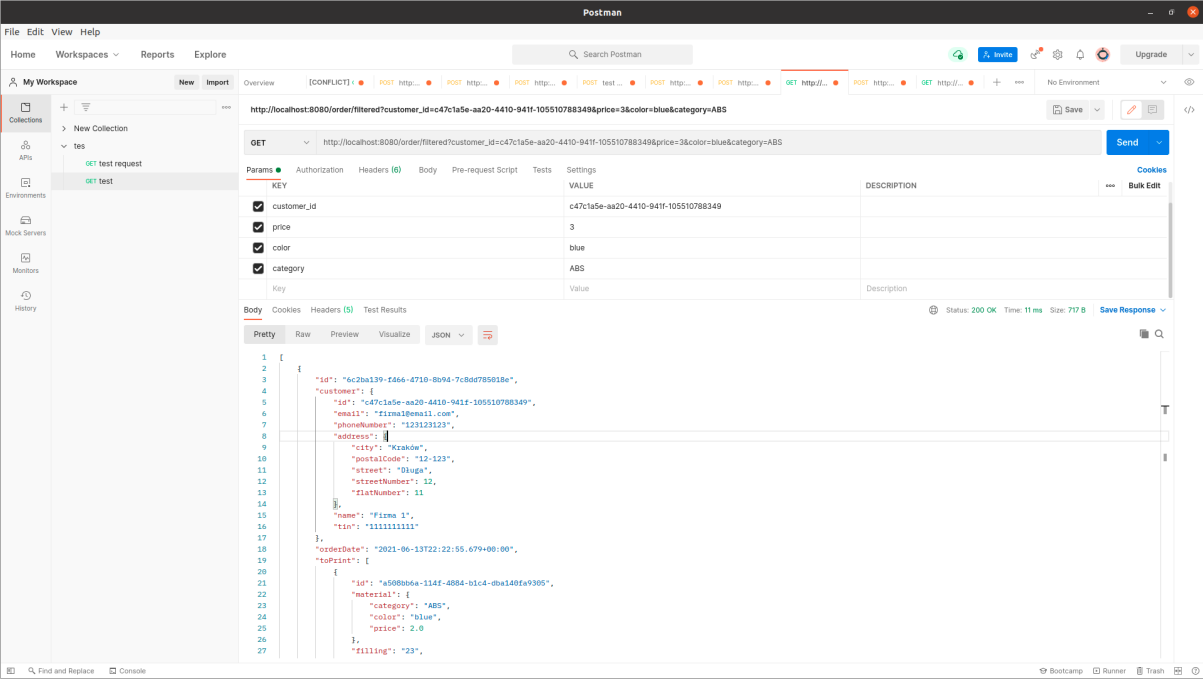 Postman
File Edit View Help
Home Workspaces Reports Explore Search Postman Invite Upgrade
My Workspace New Import Overview [CONFLICT] POST http:... POST http:... POST http:... POST test ... POST http:... POST http:... GET http://... POST http:... GET http://... No Environment
Collections
APIs
Environments
Mock Servers
Monitors
History
New Collection
tes
GET test request
GET test
http://localhost:8080/order/filtered?customer_id=c47c1a5e-aa20-4410-941f-105510788349&price=3&color=blue&category=ABS Save
GET http://localhost:8080/order/filtered?customer_id=c47c1a5e-aa20-4410-941f-105510788349&price=3&color=blue&category=ABS Send
Params Authorization Headers (6) Body Pre-request Script Tests Settings Cookies
KEY VALUE DESCRIPTION Bulk Edit
customer_id c47c1a5e-aa20-4410-941f-105510788349
price 3
color blue
category ABS
Key Value Description
Body Cookies Headers (5) Test Results Status: 200 OK Time: 11 ms Size: 717 B Save Response
Pretty Raw Preview Visualize JSON
1 [
2 {
3 "id": "6c2ba139-f466-4710-8b94-7c8dd785018e",
4 "customer": {
5 "id": "c47c1a5e-aa20-4410-941f-105510788349",
6 "email": "firma1@email.com",
7 "phoneNumber": "123123123",
8 "address": {
9 "city": "Kraków",
10 "postalCode": "12-123",
11 "street": "Długa",
12 "streetNumber": 12,
13 "flatNumber": 11
14 },
15 "name": "Firma 1",
16 "tin": "1111111111"
17 },
18 "orderDate": "2021-06-13T22:22:55.679+00:00",
19 "toPrint": [
20 {
21 "id": "a508bb6a-114f-4884-b1c4-dba140fa9305",
22 "material": {
23 "category": "ABS",
24 "color": "blue",
25 "price": 2.0
26 },
27 "filling": "23",
Find and Replace Console Bootcamp Runner Trash